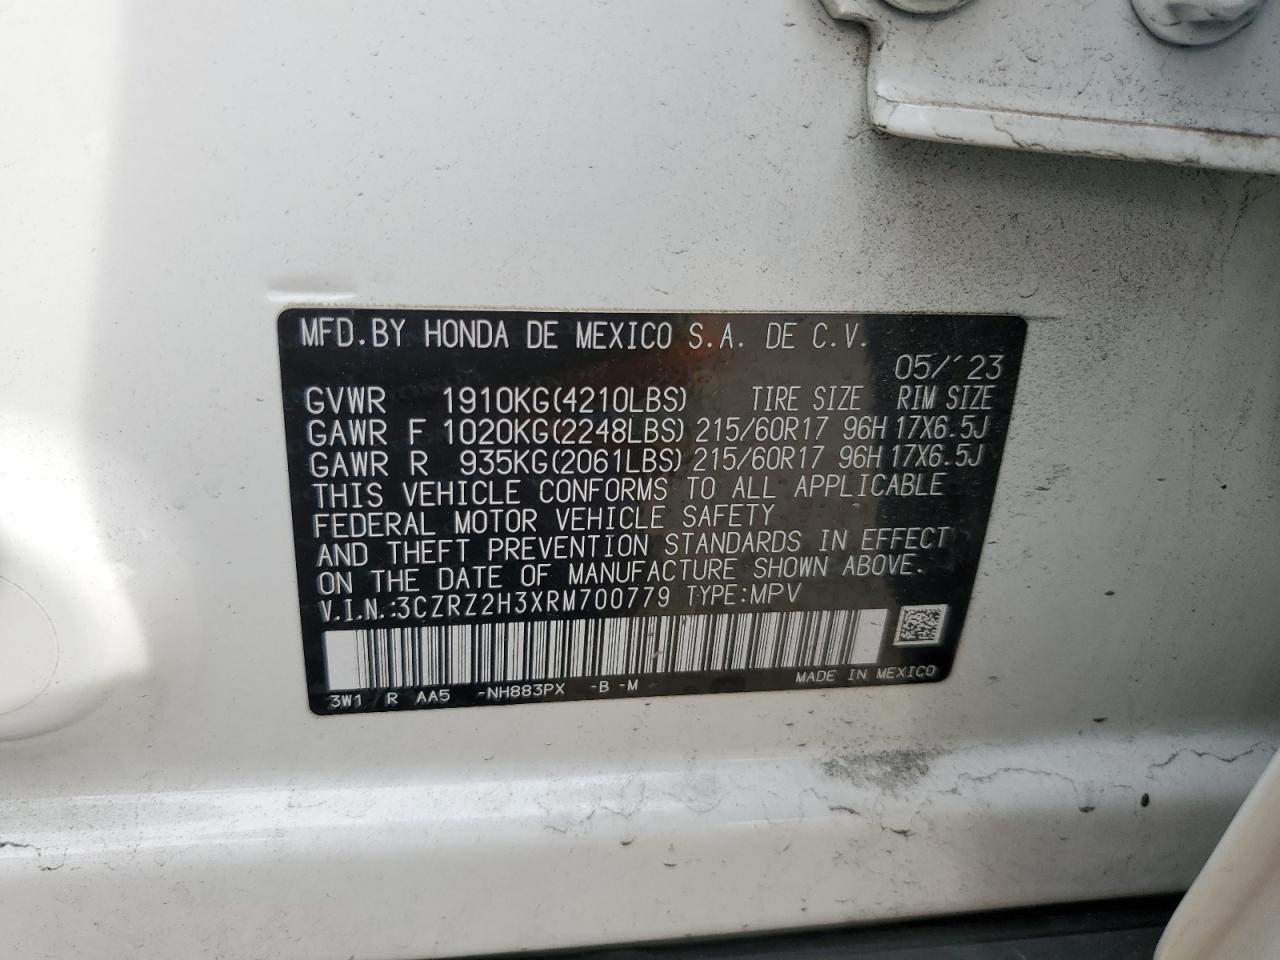 MFD.BY HONDA DE MEXICO S.A. DE C.V.
05/'23
GVWR 1910KG(4210LBS) TIRE SIZE RIM SIZE
GAWR F 1020KG(2248LBS) 215/60R17 96H 17X6.5J
GAWR R 935KG(2061LBS) 215/60R17 96H 17X6.5J
THIS VEHICLE CONFORMS TO ALL APPLICABLE
FEDERAL MOTOR VEHICLE SAFETY
AND THEFT PREVENTION STANDARDS IN EFFECT
ON THE DATE OF MANUFACTURE SHOWN ABOVE.
V.I.N.:3CZRZ2H3XRM700779 TYPE:MPV
3W1 R AA5 -NH883PX -B -M MADE IN MEXICO